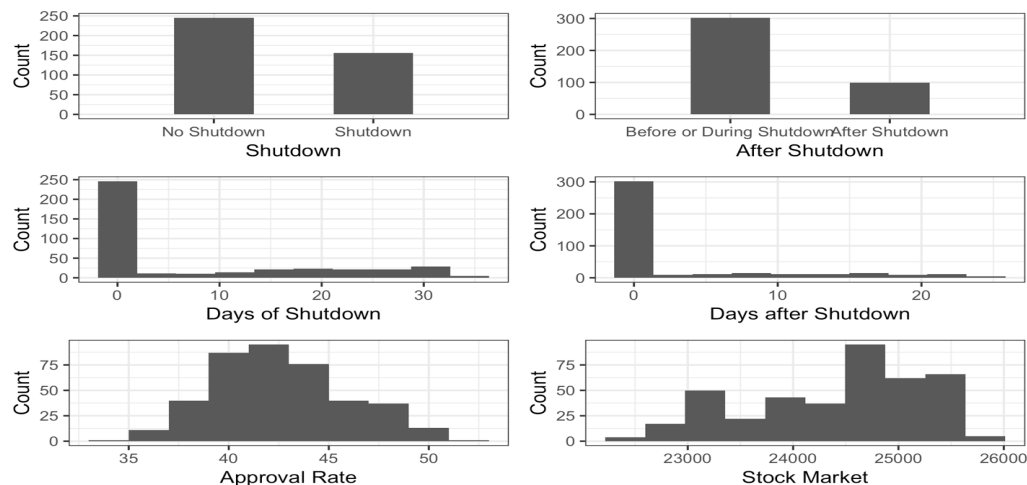 Count
250
200
150
100
50
0
No Shutdown Shutdown
Shutdown
Count
300
200
100
0
Before or During Shutdown After Shutdown
After Shutdown
Count
250
200
150
100
50
0
0 10 20 30
Days of Shutdown
Count
300
200
100
0
0 10 20
Days after Shutdown
Count
75
50
25
0
35 40 45 50
Approval Rate
Count
75
50
25
0
23000 24000 25000 26000
Stock Market